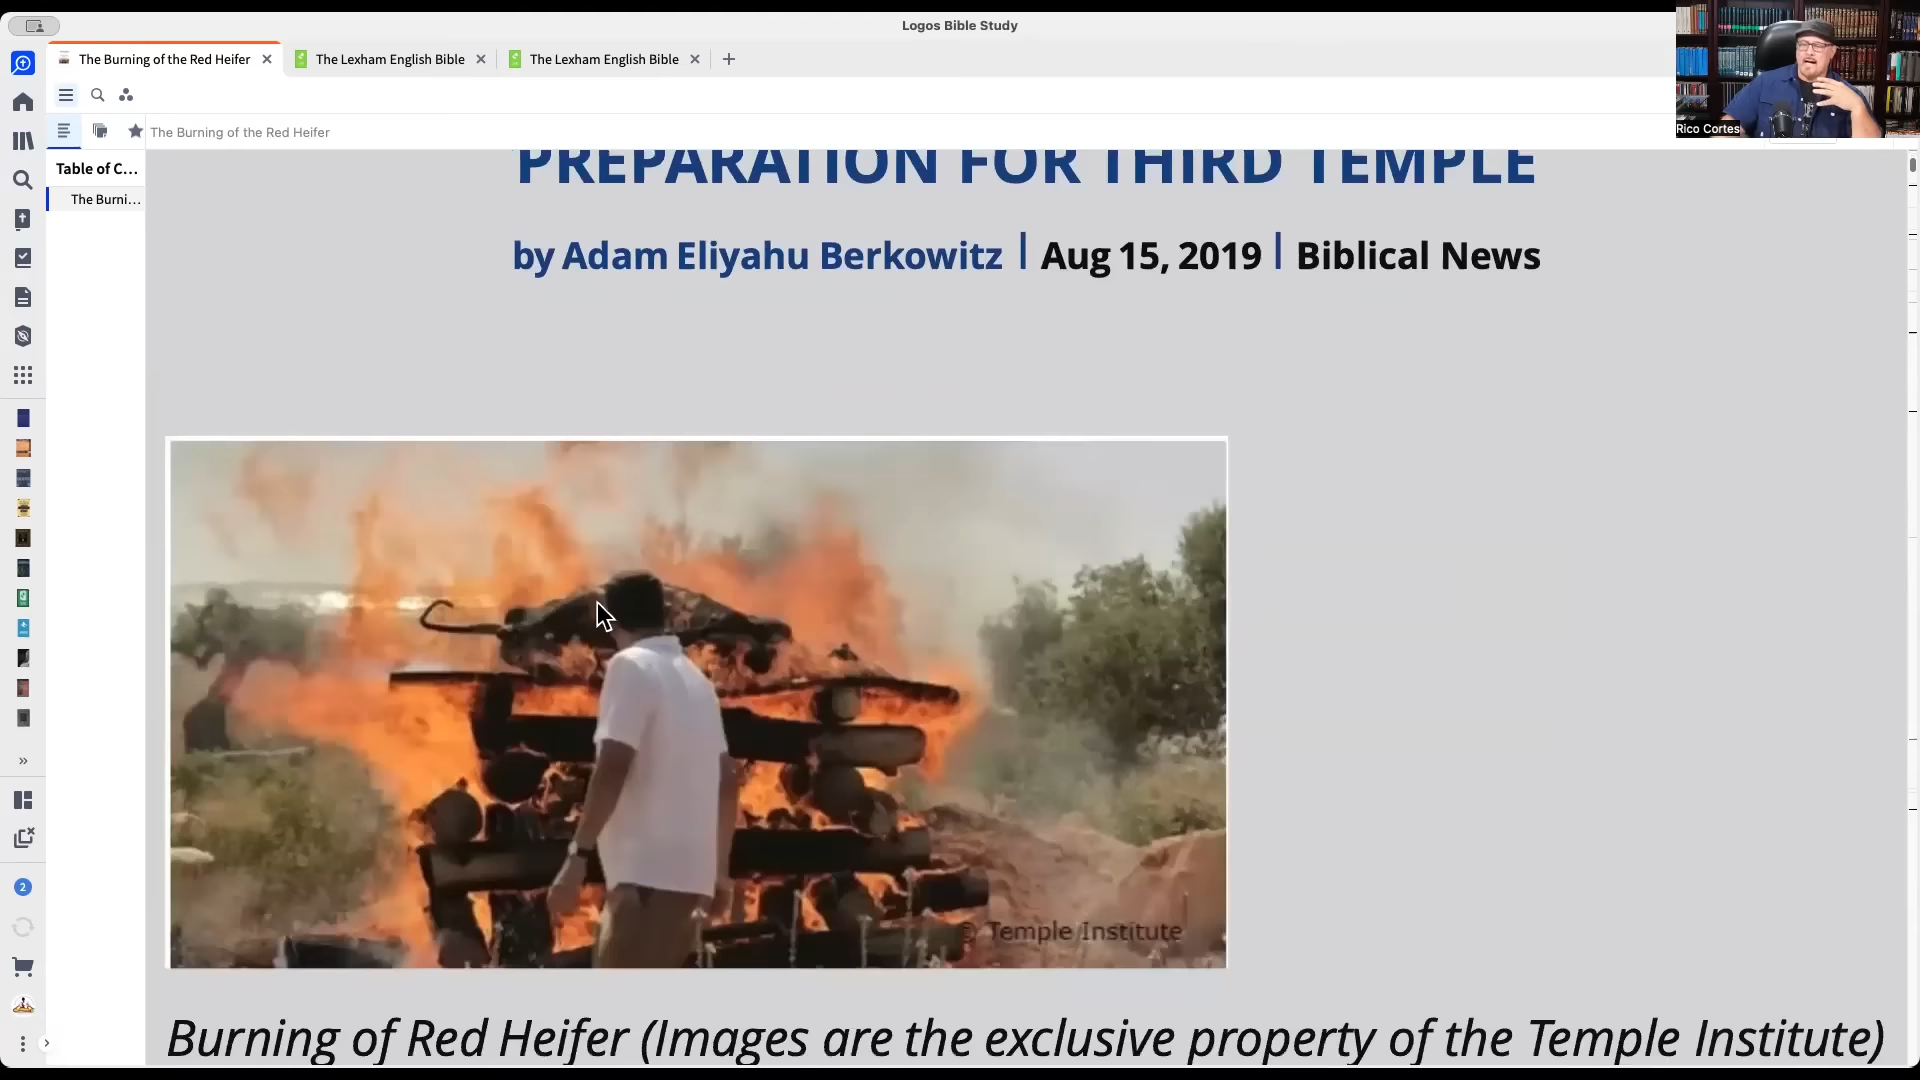 Logos Bible Study
The Burning of the Red Heifer
The Lexham English Bible
The Lexham English Bible
Rico Cortes
The Burning of the Red Heifer
Table of C...
The Burni...
PREPARATION FOR THIRD TEMPLE
by Adam Eliyahu Berkowitz | Aug 15, 2019 | Biblical News
© Temple Institute
Burning of Red Heifer (Images are the exclusive property of the Temple Institute)
2